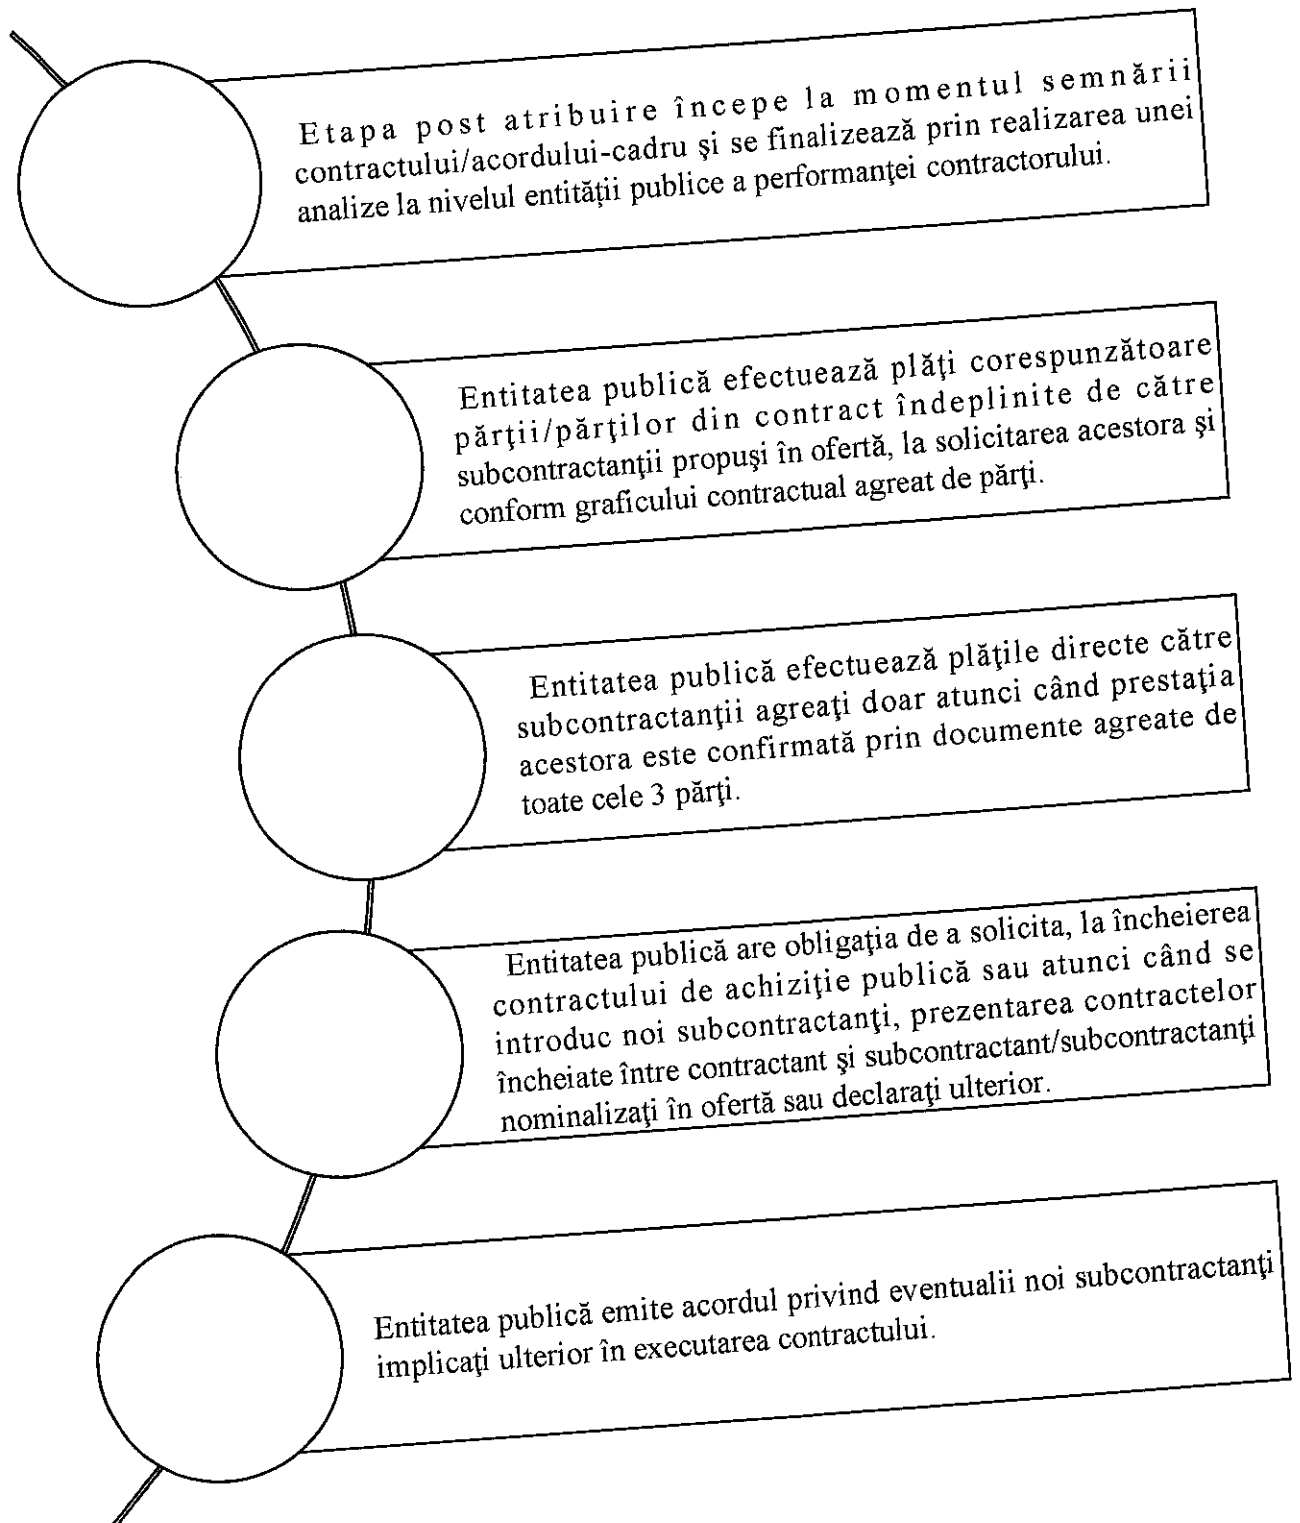 Etapa post atribuire începe la momentul semnării
contractului/acordului-cadru şi se finalizează prin realizarea unei
analize la nivelul entităţii publice a performanţei contractorului.
Entitatea publică efectuează plăţi corespunzătoare
părţii/părţilor din contract îndeplinite de către
subcontractanţii propuşi în ofertă, la solicitarea acestora şi
conform graficului contractual agreat de părţi.
Entitatea publică efectuează plăţile directe către
subcontractanţii agreaţi doar atunci când prestaţia
acestora este confirmată prin documente agreate de
toate cele 3 părţi.
Entitatea publică are obligaţia de a solicita, la încheierea
contractului de achiziţie publică sau atunci când se
introduc noi subcontractanţi, prezentarea contractelor
încheiate între contractant şi subcontractant/subcontractanţi
nominalizaţi în ofertă sau declaraţi ulterior.
Entitatea publică emite acordul privind eventualii noi subcontractanţi
implicaţi ulterior în executarea contractului.